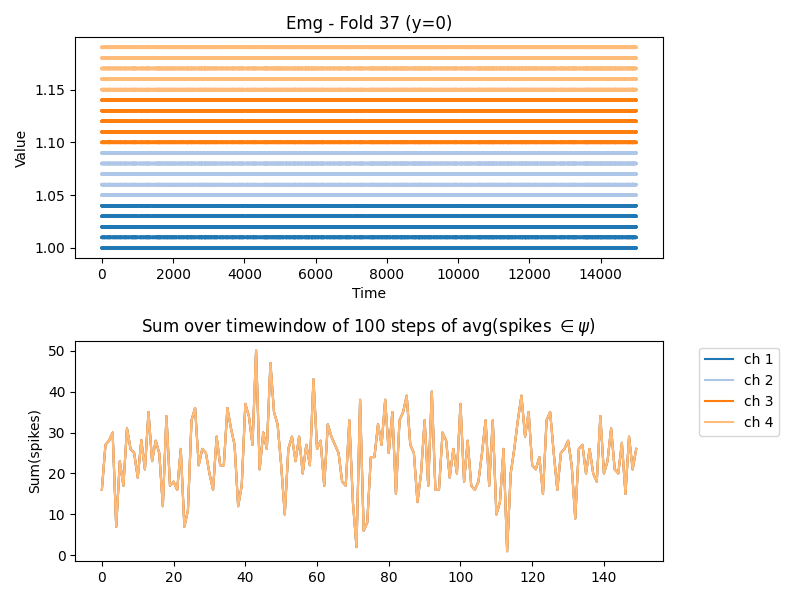 Emg - Fold 37 (y=0)
Value
1.15
1.10
1.05
1.00
0 2000 4000 6000 8000 10000 12000 14000
Time
Sum over timewindow of 100 steps of avg(spikes ∈ ψ)
Sum(spikes)
50
40
30
20
10
0
0 20 40 60 80 100 120 140
ch 1
ch 2
ch 3
ch 4